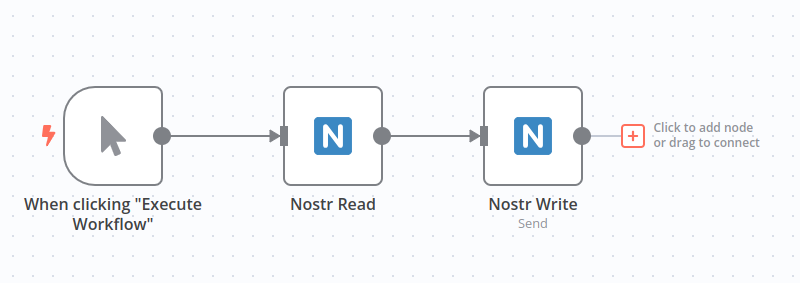 N
N
Click to add node
or drag to connect
When clicking "Execute
Workflow"
Nostr Read
Nostr Write
Send